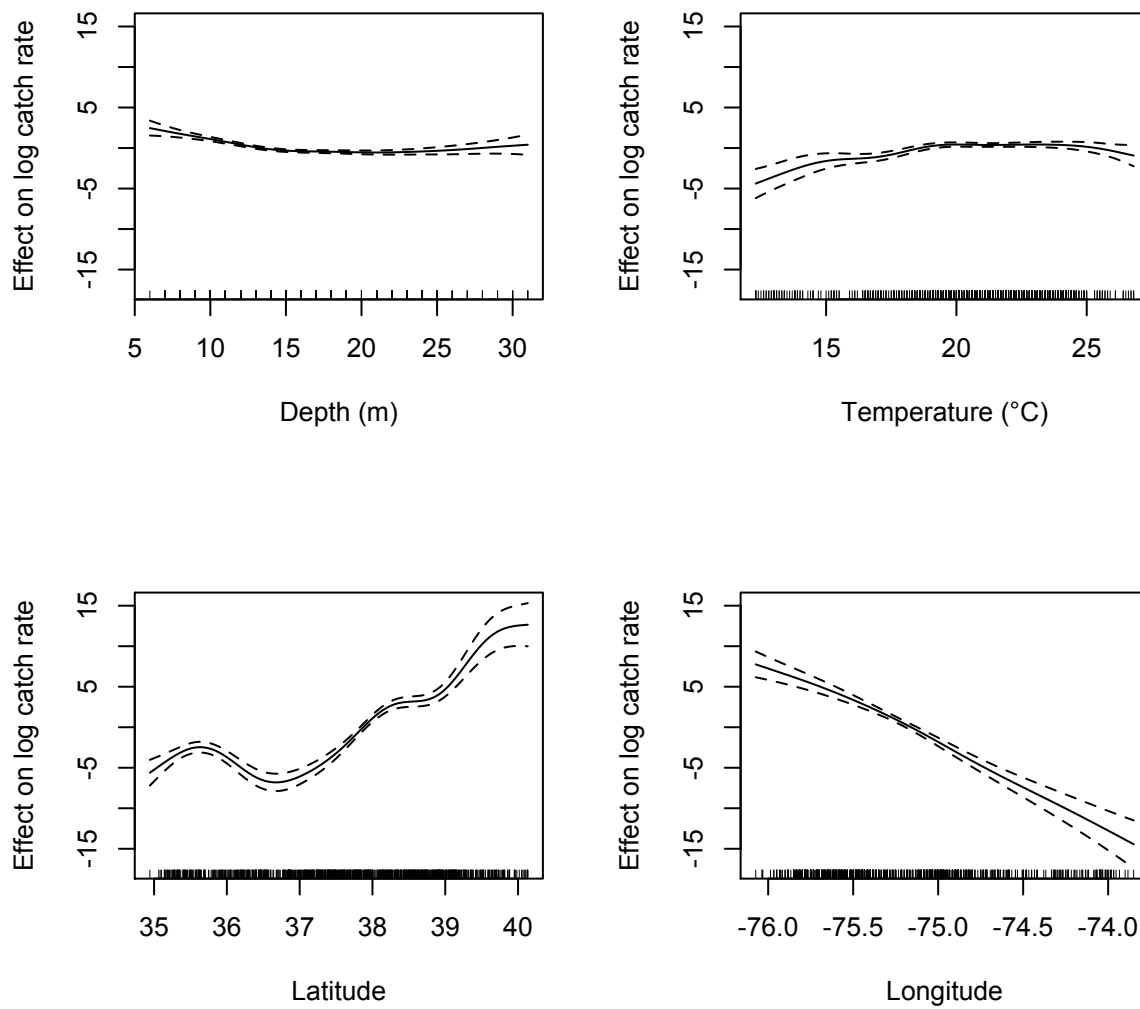 Effect on log catch rate
15
5
-5
-15
5 10 15 20 25 30
Depth (m)
Effect on log catch rate
15
5
-5
-15
15 20 25
Temperature (°C)
Effect on log catch rate
15
5
-5
-15
35 36 37 38 39 40
Latitude
Effect on log catch rate
15
5
-5
-15
-76.0 -75.5 -75.0 -74.5 -74.0
Longitude